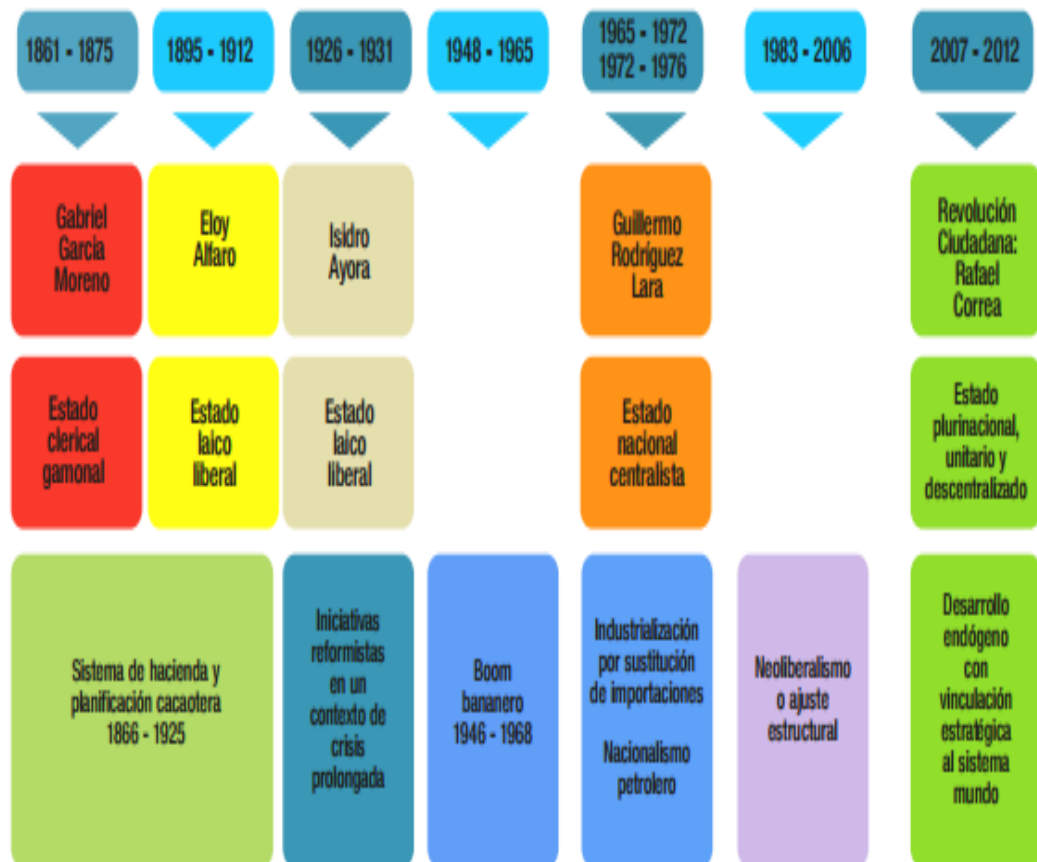 1861 - 1875
1895 - 1912
1926 - 1931
1948 - 1965
1965 - 1972
1972 - 1976
1983 - 2006
2007 - 2012
Gabriel
Garcia
Moreno
Eloy
Alfaro
Isidro
Ayora
Guillermo
Rodríguez
Lara
Revolución
Ciudadana:
Rafael
Correa
Estado
clerical
gamonal
Estado
laico
liberal
Estado
laico
liberal
Estado
nacional
centralista
Estado
plurinacional,
unitario y
descentralizado
Sistema de hacienda y
planificación cacaotera
1866 - 1925
Iniciativas
reformistas
en un
contexto de
crisis
prolongada
Boom
bananero
1946 - 1968
Industrialización
por sustitución
de importaciones
Nacionalismo
petrolero
Neoliberalismo
o ajuste
estructural
Desarrollo
endógeno
con
vinculación
estratégica
al sistema
mundo